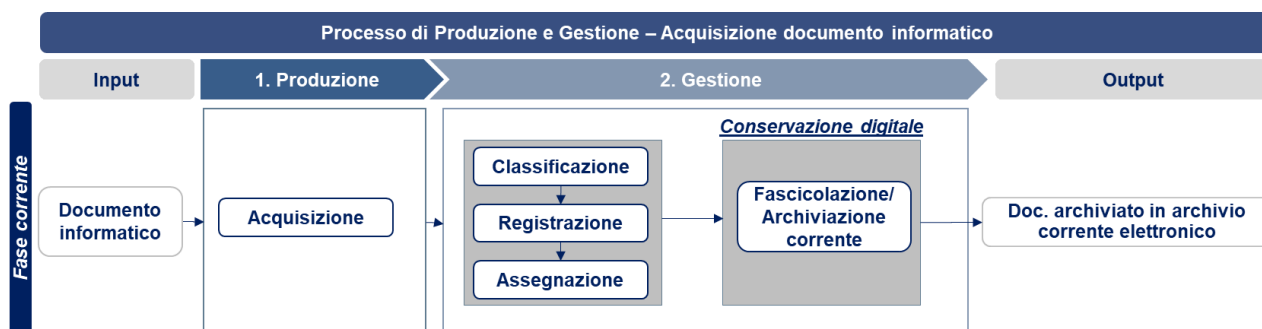 Processo di Produzione e Gestione – Acquisizione documento informatico
Input
1. Produzione
2. Gestione
Output
Fase corrente
Documento
informatico
Acquisizione
Classificazione
Registrazione
Assegnazione
Conservazione digitale
Fascicolazione/
Archiviazione
corrente
Doc. archiviato in archivio
corrente elettronico